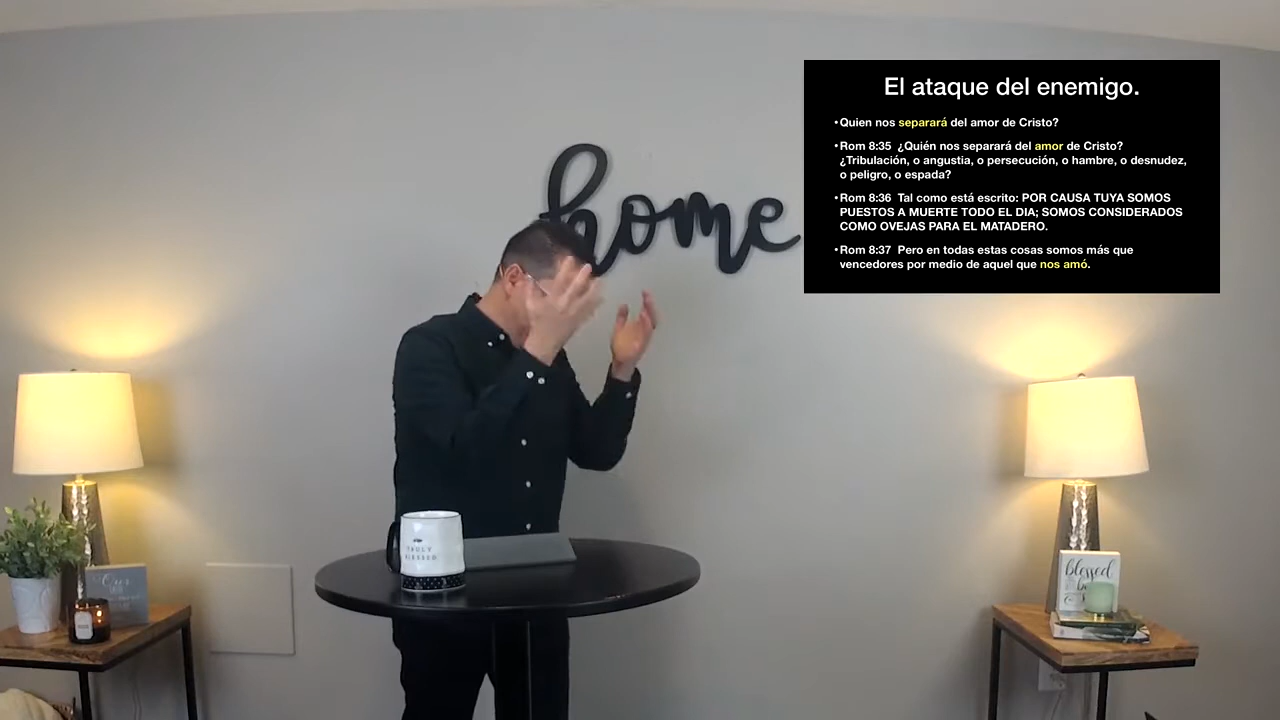 El ataque del enemigo.
•Quien nos separará del amor de Cristo?
•Rom 8:35 ¿Quién nos separará del amor de Cristo?
¿Tribulación, o angustia, o persecución, o hambre, o desnudez,
o peligro, o espada?
•Rom 8:36 Tal como está escrito: POR CAUSA TUYA SOMOS
PUESTOS A MUERTE TODO EL DIA; SOMOS CONSIDERADOS
COMO OVEJAS PARA EL MATADERO.
•Rom 8:37 Pero en todas estas cosas somos más que
vencedores por medio de aquel que nos amó.
home
TRULY
BLESSED
Our
blessed